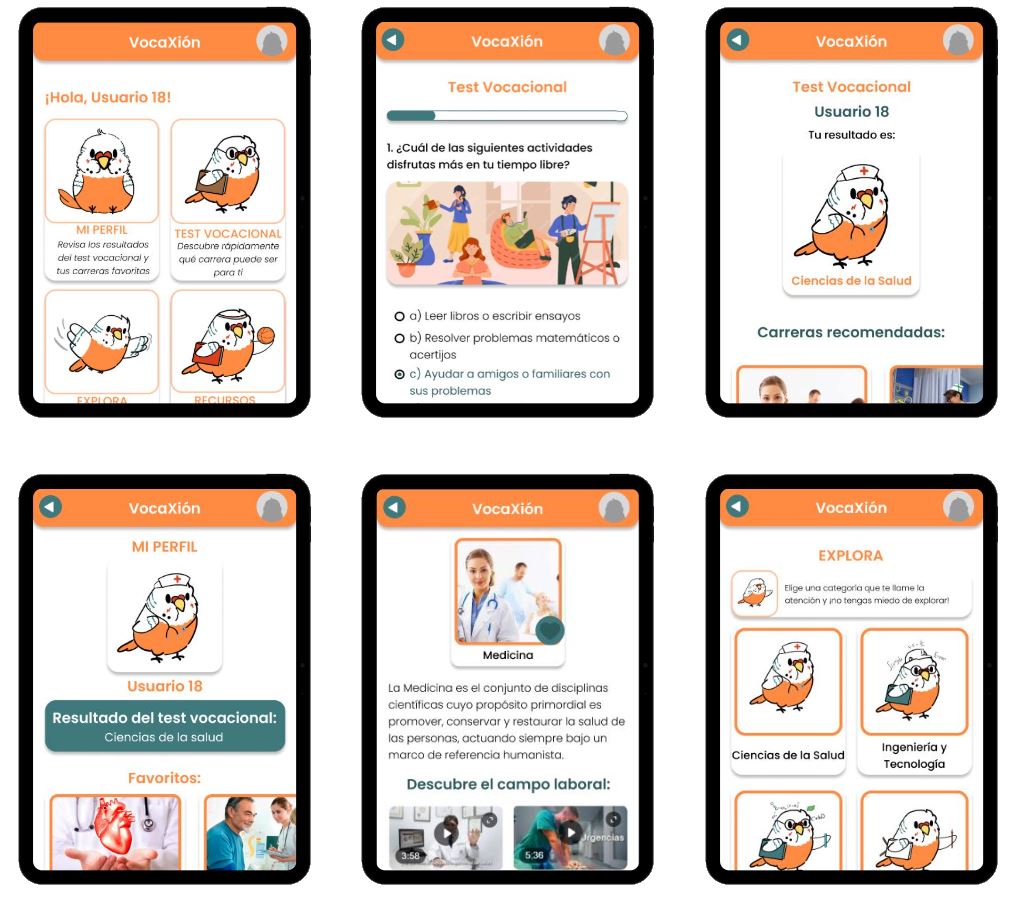 VocaXión
¡Hola, Usuario 18!
MI PERFIL
Revisa los resultados
del test vocacional y
tus carreras favoritas
TEST VOCACIONAL
Descubre rápidamente
qué carrera puede ser
para ti
EXPLORA
RECURSOS
VocaXión
Test Vocacional
1. ¿Cuál de las siguientes actividades
disfrutas más en tu tiempo libre?
a) Leer libros o escribir ensayos
b) Resolver problemas matemáticos o
acertijos
c) Ayudar a amigos o familiares con
sus problemas
VocaXión
Test Vocacional
Usuario 18
Tu resultado es:
Ciencias de la Salud
Carreras recomendadas:
VocaXión
MI PERFIL
Usuario 18
Resultado del test vocacional:
Ciencias de la salud
Favoritos:
VocaXión
Medicina
La Medicina es el conjunto de disciplinas
científicas cuyo propósito primordial es
promover, conservar y restaurar la salud de
las personas, actuando siempre bajo un
marco de referencia humanista.
Descubre el campo laboral:
3:58
5:36
Urgencias
VocaXión
EXPLORA
Elige una categoría que te llame la
atención y ¡no tengas miedo de explorar!
Ciencias de la Salud
Ingeniería y
Tecnología